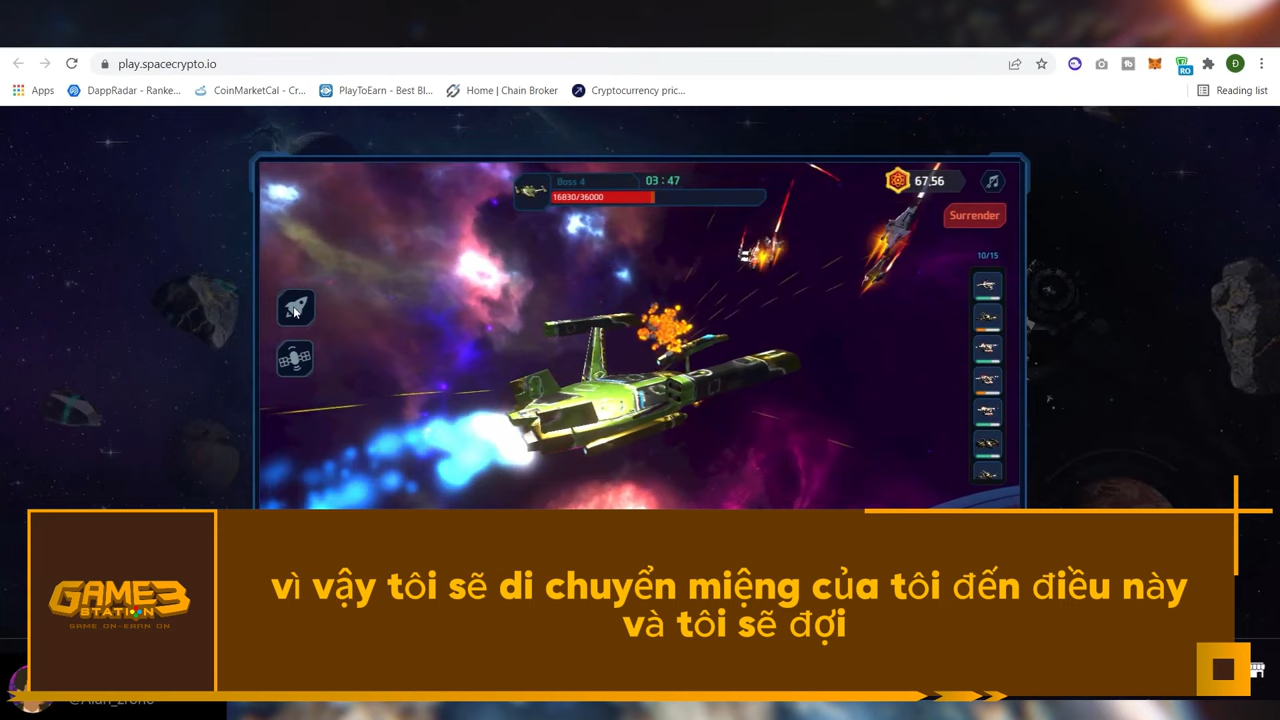 play.spacecrypto.io
Apps
DappRadar - Ranke...
CoinMarketCal - Cr...
PlayToEarn - Best Bl...
Home | Chain Broker
Cryptocurrency pric...
RO
Đ
Reading list
Boss 4
03 : 47
16830/36000
67.56
Surrender
10/15
vì vậy tôi sẽ di chuyển miệng của tôi đến điều này
và tôi sẽ đợi
GAME3
STATION
GAME ON-EARN ON